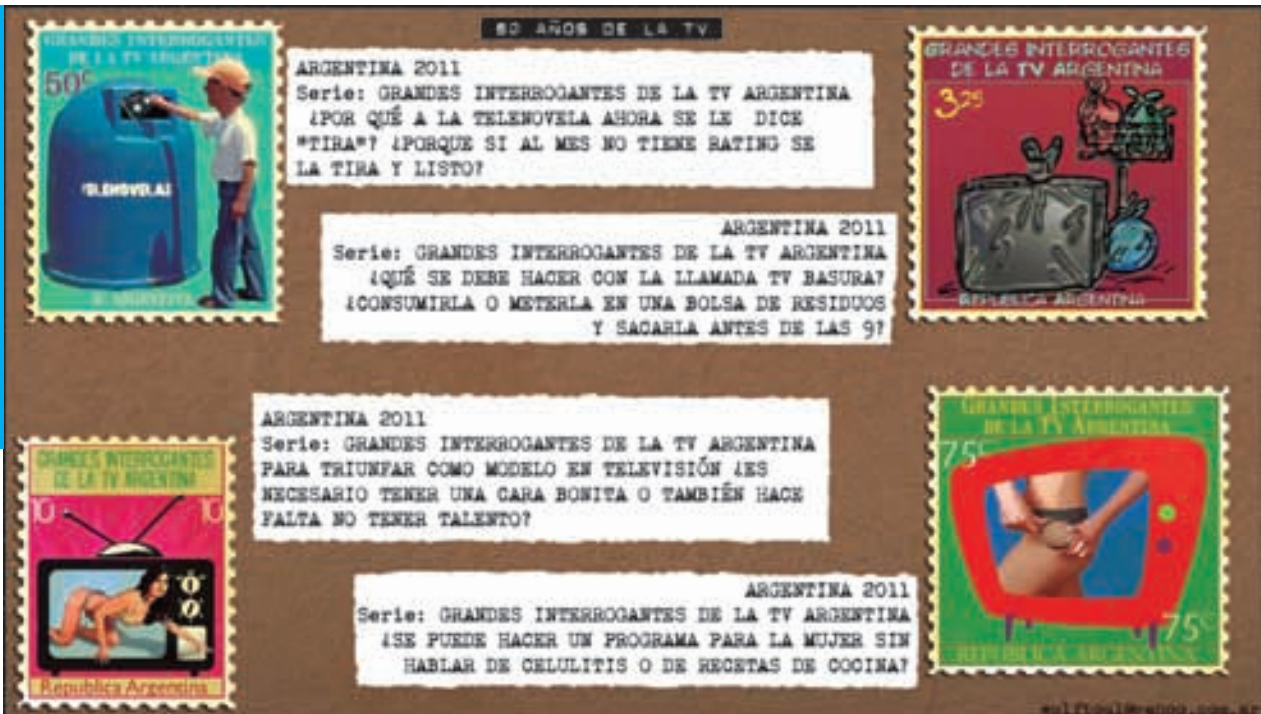 50 AÑOS DE LA TV
GRANDES INTERROGANTES
DE LA TV ARGENTINA
50c
ARGENTINA 2011
Serie: GRANDES INTERROGANTES DE LA TV ARGENTINA
¿POR QUÉ A LA TELENOVELA AHORA SE LE DICE
"TIRA"? ¿PORQUE SI AL MES NO TIENE RATING SE
LA TIRA Y LISTO?
GRANDES INTERROGANTES
DE LA TV ARGENTINA
3.25
REPUBLICA ARGENTINA
ARGENTINA 2011
Serie: GRANDES INTERROGANTES DE LA TV ARGENTINA
¿QUÉ SE DEBE HACER CON LA LLAMADA TV BASURA?
¿CONSUMIRLA O METERLA EN UNA BOLSA DE RESIDUOS
Y SACARLA ANTES DE LAS 9?
GRANDES INTERROGANTES
DE LA TV ARGENTINA
10 10
Republica Argentina
ARGENTINA 2011
Serie: GRANDES INTERROGANTES DE LA TV ARGENTINA
PARA TRIUNFAR COMO MODELO EN TELEVISIÓN ¿ES
NECESARIO TENER UNA CARA BONITA O TAMBIÉN HACE
FALTA NO TENER TALENTO?
GRANDES INTERROGANTES
DE LA TV ARGENTINA
75c
75c
REPUBLICA ARGENTINA
ARGENTINA 2011
Serie: GRANDES INTERROGANTES DE LA TV ARGENTINA
¿SE PUEDE HACER UN PROGRAMA PARA LA MUJER SIN
HABLAR DE CELULITIS O DE RECETAS DE COCINA?